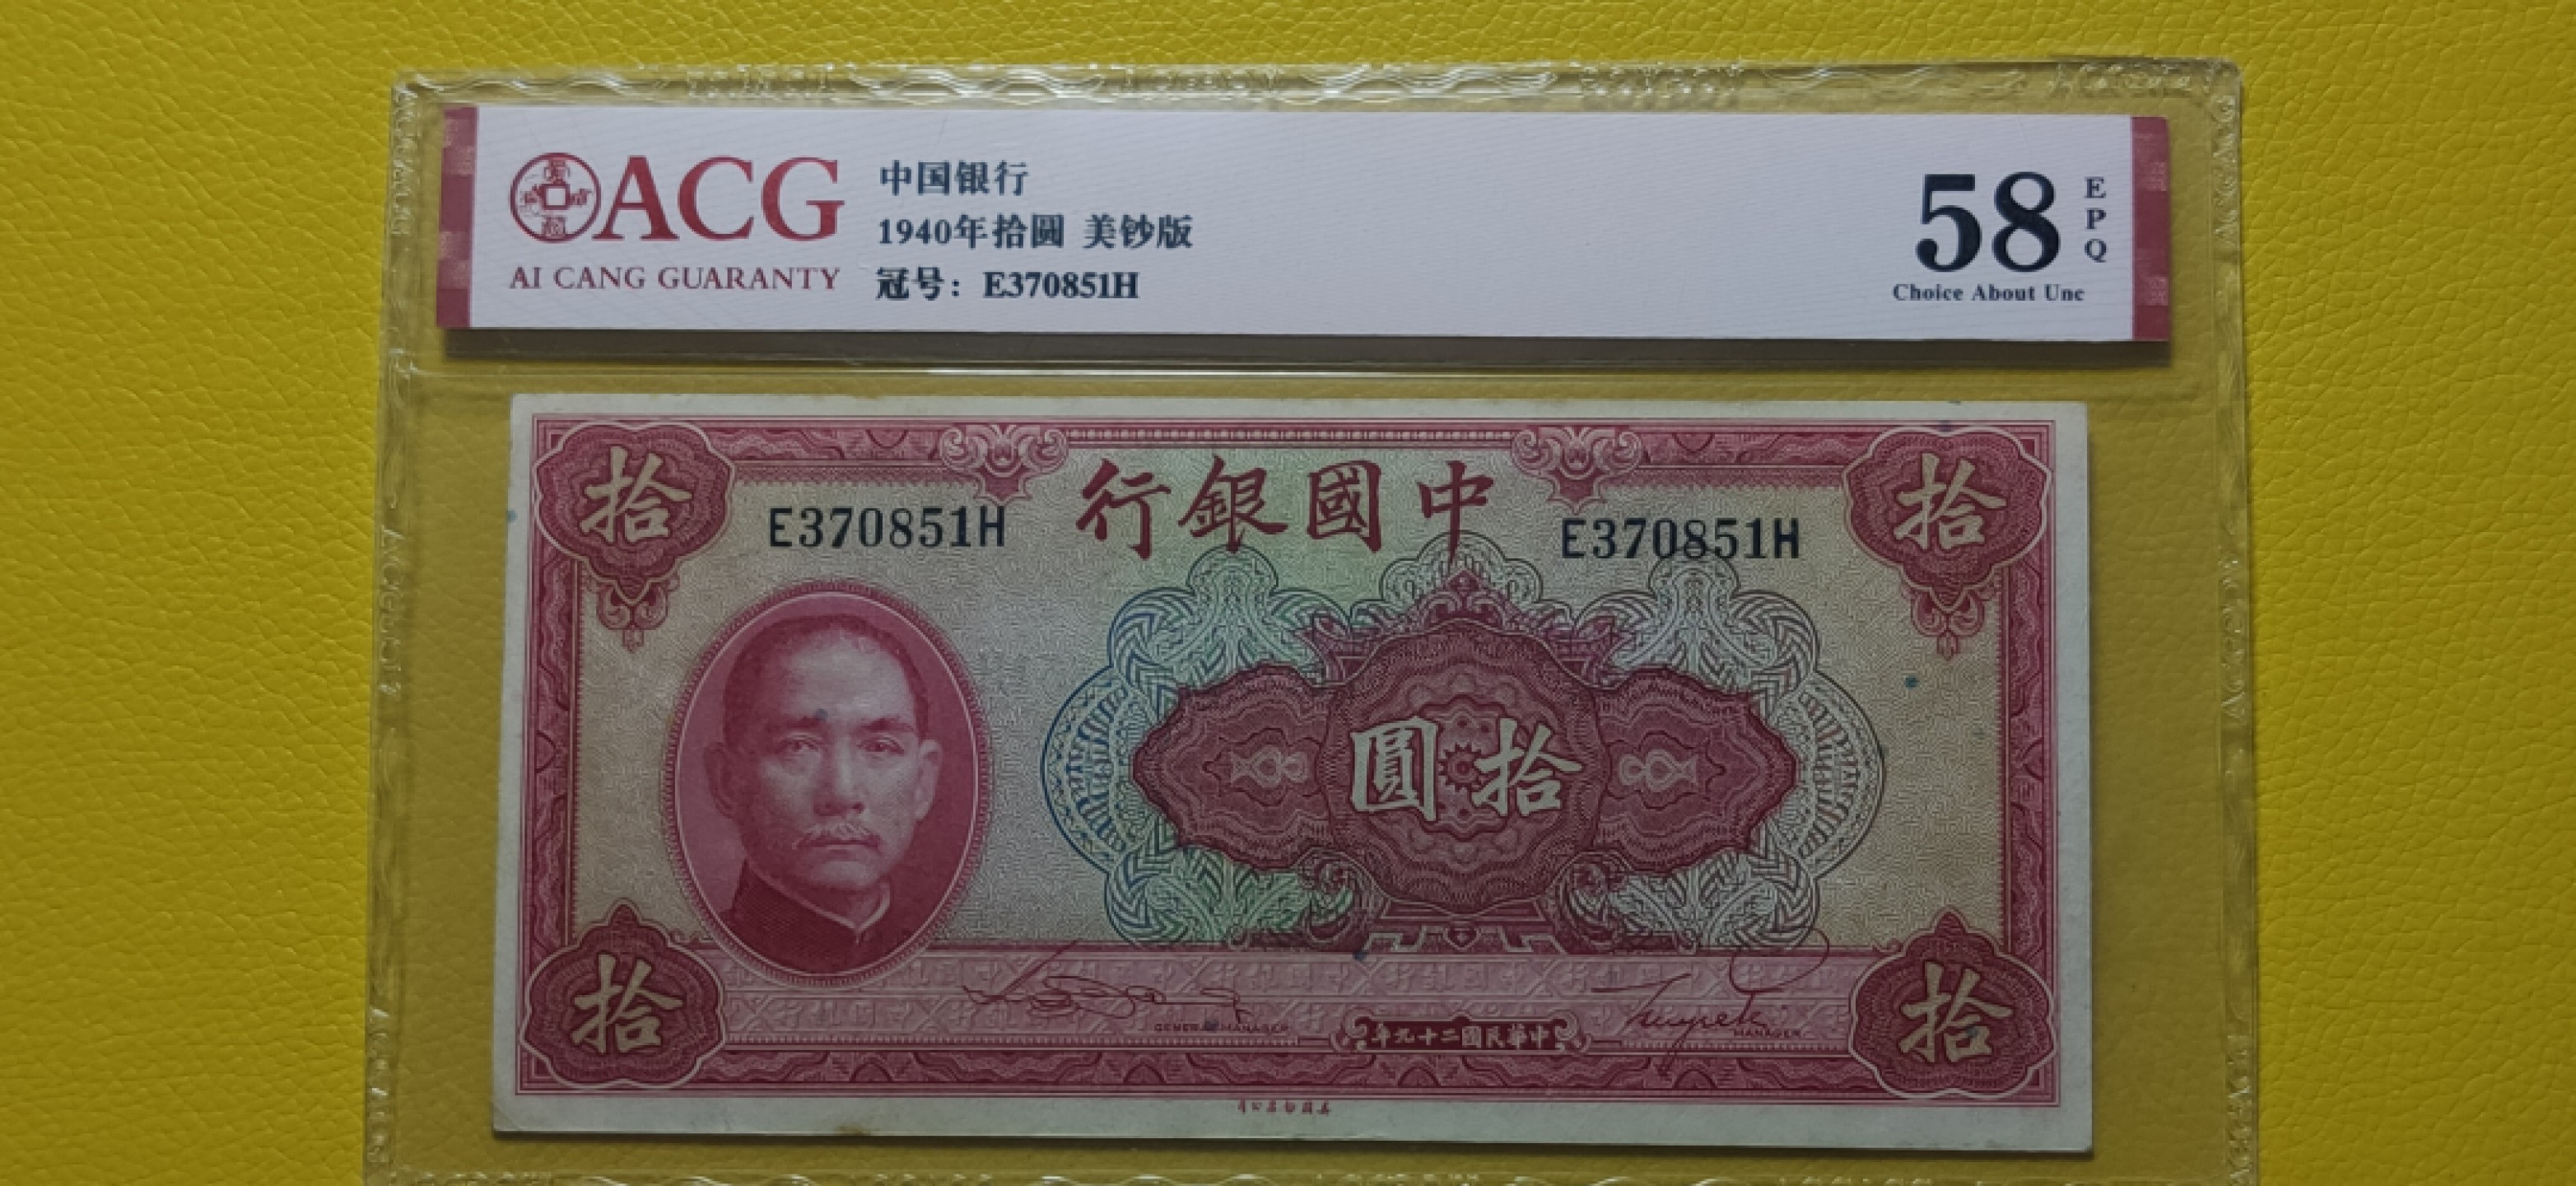 ACG
AI CANG GUARANTY
中国银行
1940年拾圆 美钞版
冠号：E370851H
58
EPQ
Choice About Unc
拾
行銀國中
拾
E370851H
E370851H
圓拾
拾
GENERAL MANAGER
年九十二國民華中
MANAGER
拾